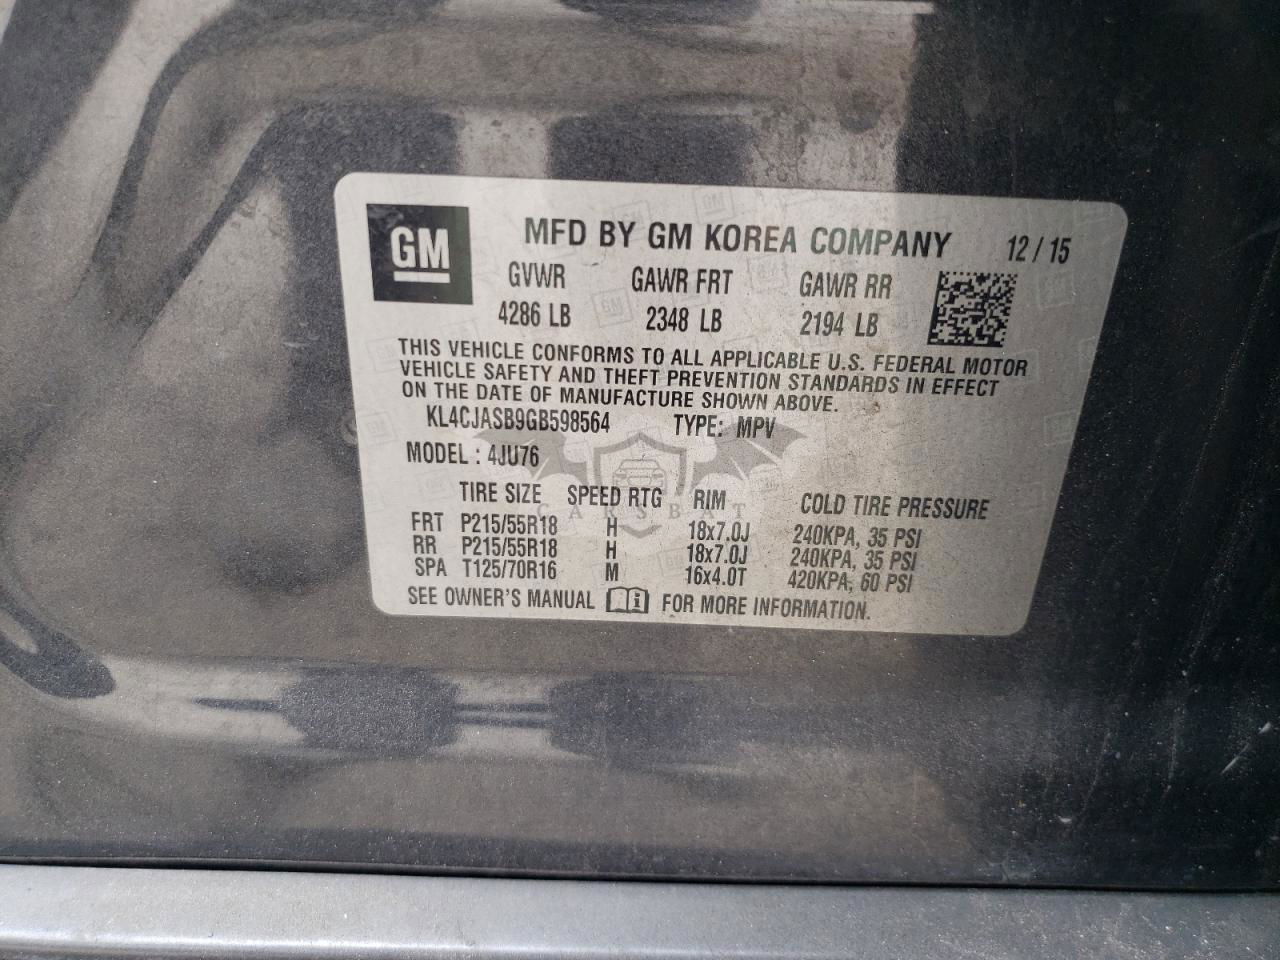 GM
MFD BY GM KOREA COMPANY 12 / 15
GVWR GAWR FRT GAWR RR
4286 LB 2348 LB 2194 LB
THIS VEHICLE CONFORMS TO ALL APPLICABLE U.S. FEDERAL MOTOR
VEHICLE SAFETY AND THEFT PREVENTION STANDARDS IN EFFECT
ON THE DATE OF MANUFACTURE SHOWN ABOVE.
KL4CJASB9GB598564 TYPE: MPV
MODEL : 4JU76
TIRE SIZE SPEED RTG RIM COLD TIRE PRESSURE
CARSBAT
FRT P215/55R18 H 18x7.0J 240KPA, 35 PSI
RR P215/55R18 H 18x7.0J 240KPA, 35 PSI
SPA T125/70R16 M 16x4.0T 420KPA, 60 PSI
SEE OWNER'S MANUAL i FOR MORE INFORMATION.